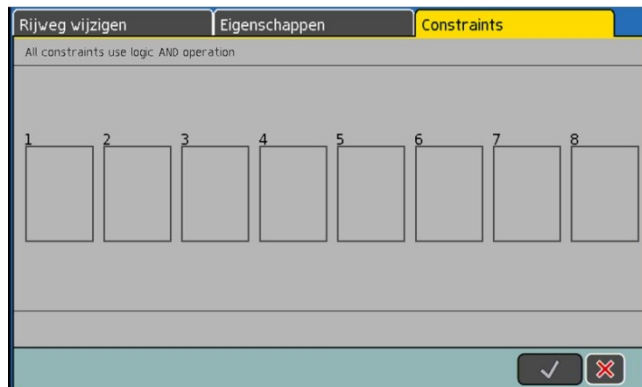 Rijweg wijzigen Eigenschappen Constraints
All constraints use logic AND operation
1 2 3 4 5 6 7 8